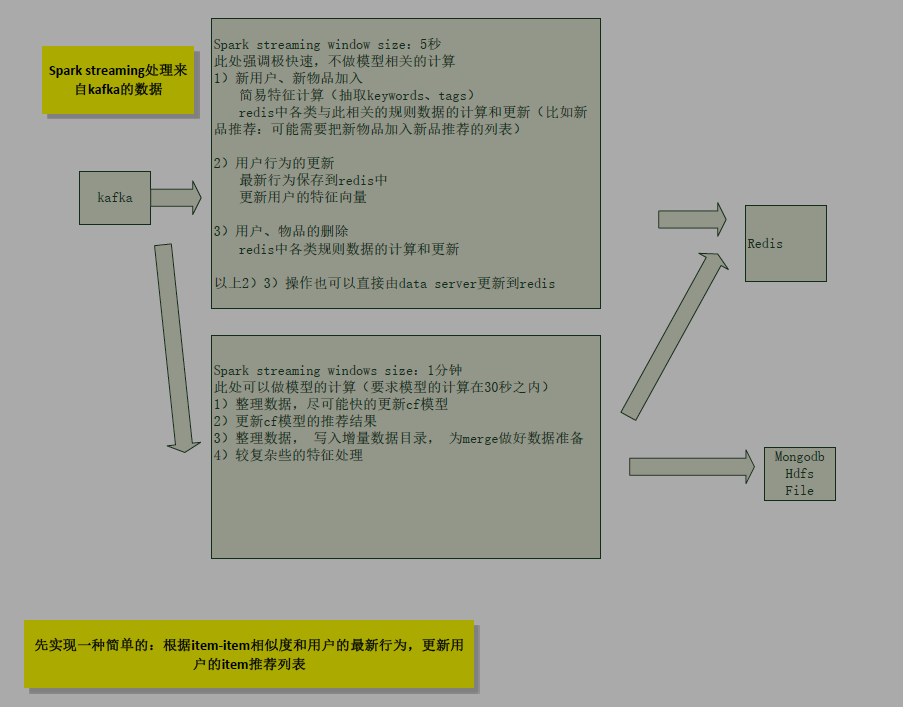 Spark streaming处理来
自kafka的数据
kafka
Spark streaming window size：5秒
此处强调极快速，不做模型相关的计算
1）新用户、新物品加入
简易特征计算（抽取keywords、tags）
redis中各类与此相关的规则数据的计算和更新（比如新
品推荐：可能需要把新物品加入新品推荐的列表）
2）用户行为的更新
最新行为保存到redis中
更新用户的特征向量
3）用户、物品的删除
redis中各类规则数据的计算和更新
以上2）3）操作也可以直接由data server更新到redis
Redis
Spark streaming windows size：1分钟
此处可以做模型的计算（要求模型的计算在30秒之内）
1）整理数据，尽可能快的更新cf模型
2）更新cf模型的推荐结果
3）整理数据， 写入增量数据目录， 为merge做好数据准备
4）较复杂些的特征处理
Mongodb
Hdfs
File
先实现一种简单的：根据item-item相似度和用户的最新行为，更新用
户的item推荐列表